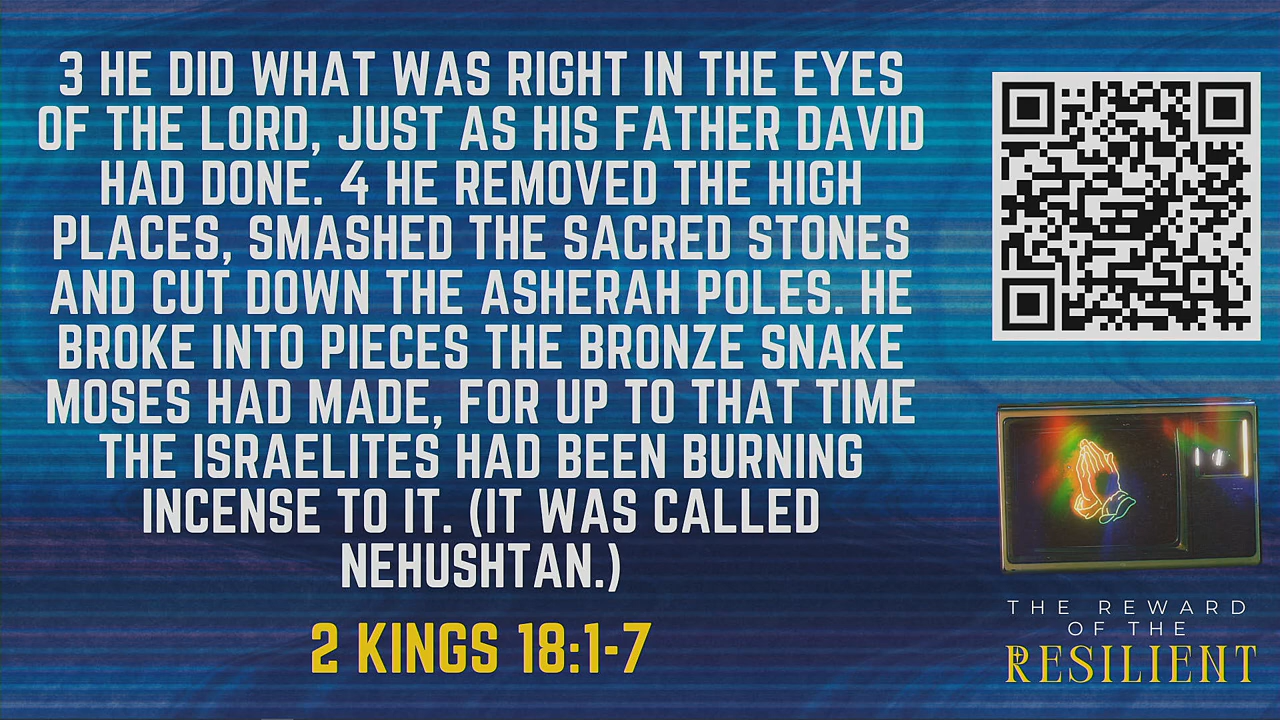 3 HE DID WHAT WAS RIGHT IN THE EYES
OF THE LORD, JUST AS HIS FATHER DAVID
HAD DONE. 4 HE REMOVED THE HIGH
PLACES, SMASHED THE SACRED STONES
AND CUT DOWN THE ASHERAH POLES. HE
BROKE INTO PIECES THE BRONZE SNAKE
MOSES HAD MADE, FOR UP TO THAT TIME
THE ISRAELITES HAD BEEN BURNING
INCENSE TO IT. (IT WAS CALLED
NEHUSHTAN.)
2 KINGS 18:1-7
THE REWARD
OF THE
RESILIENT